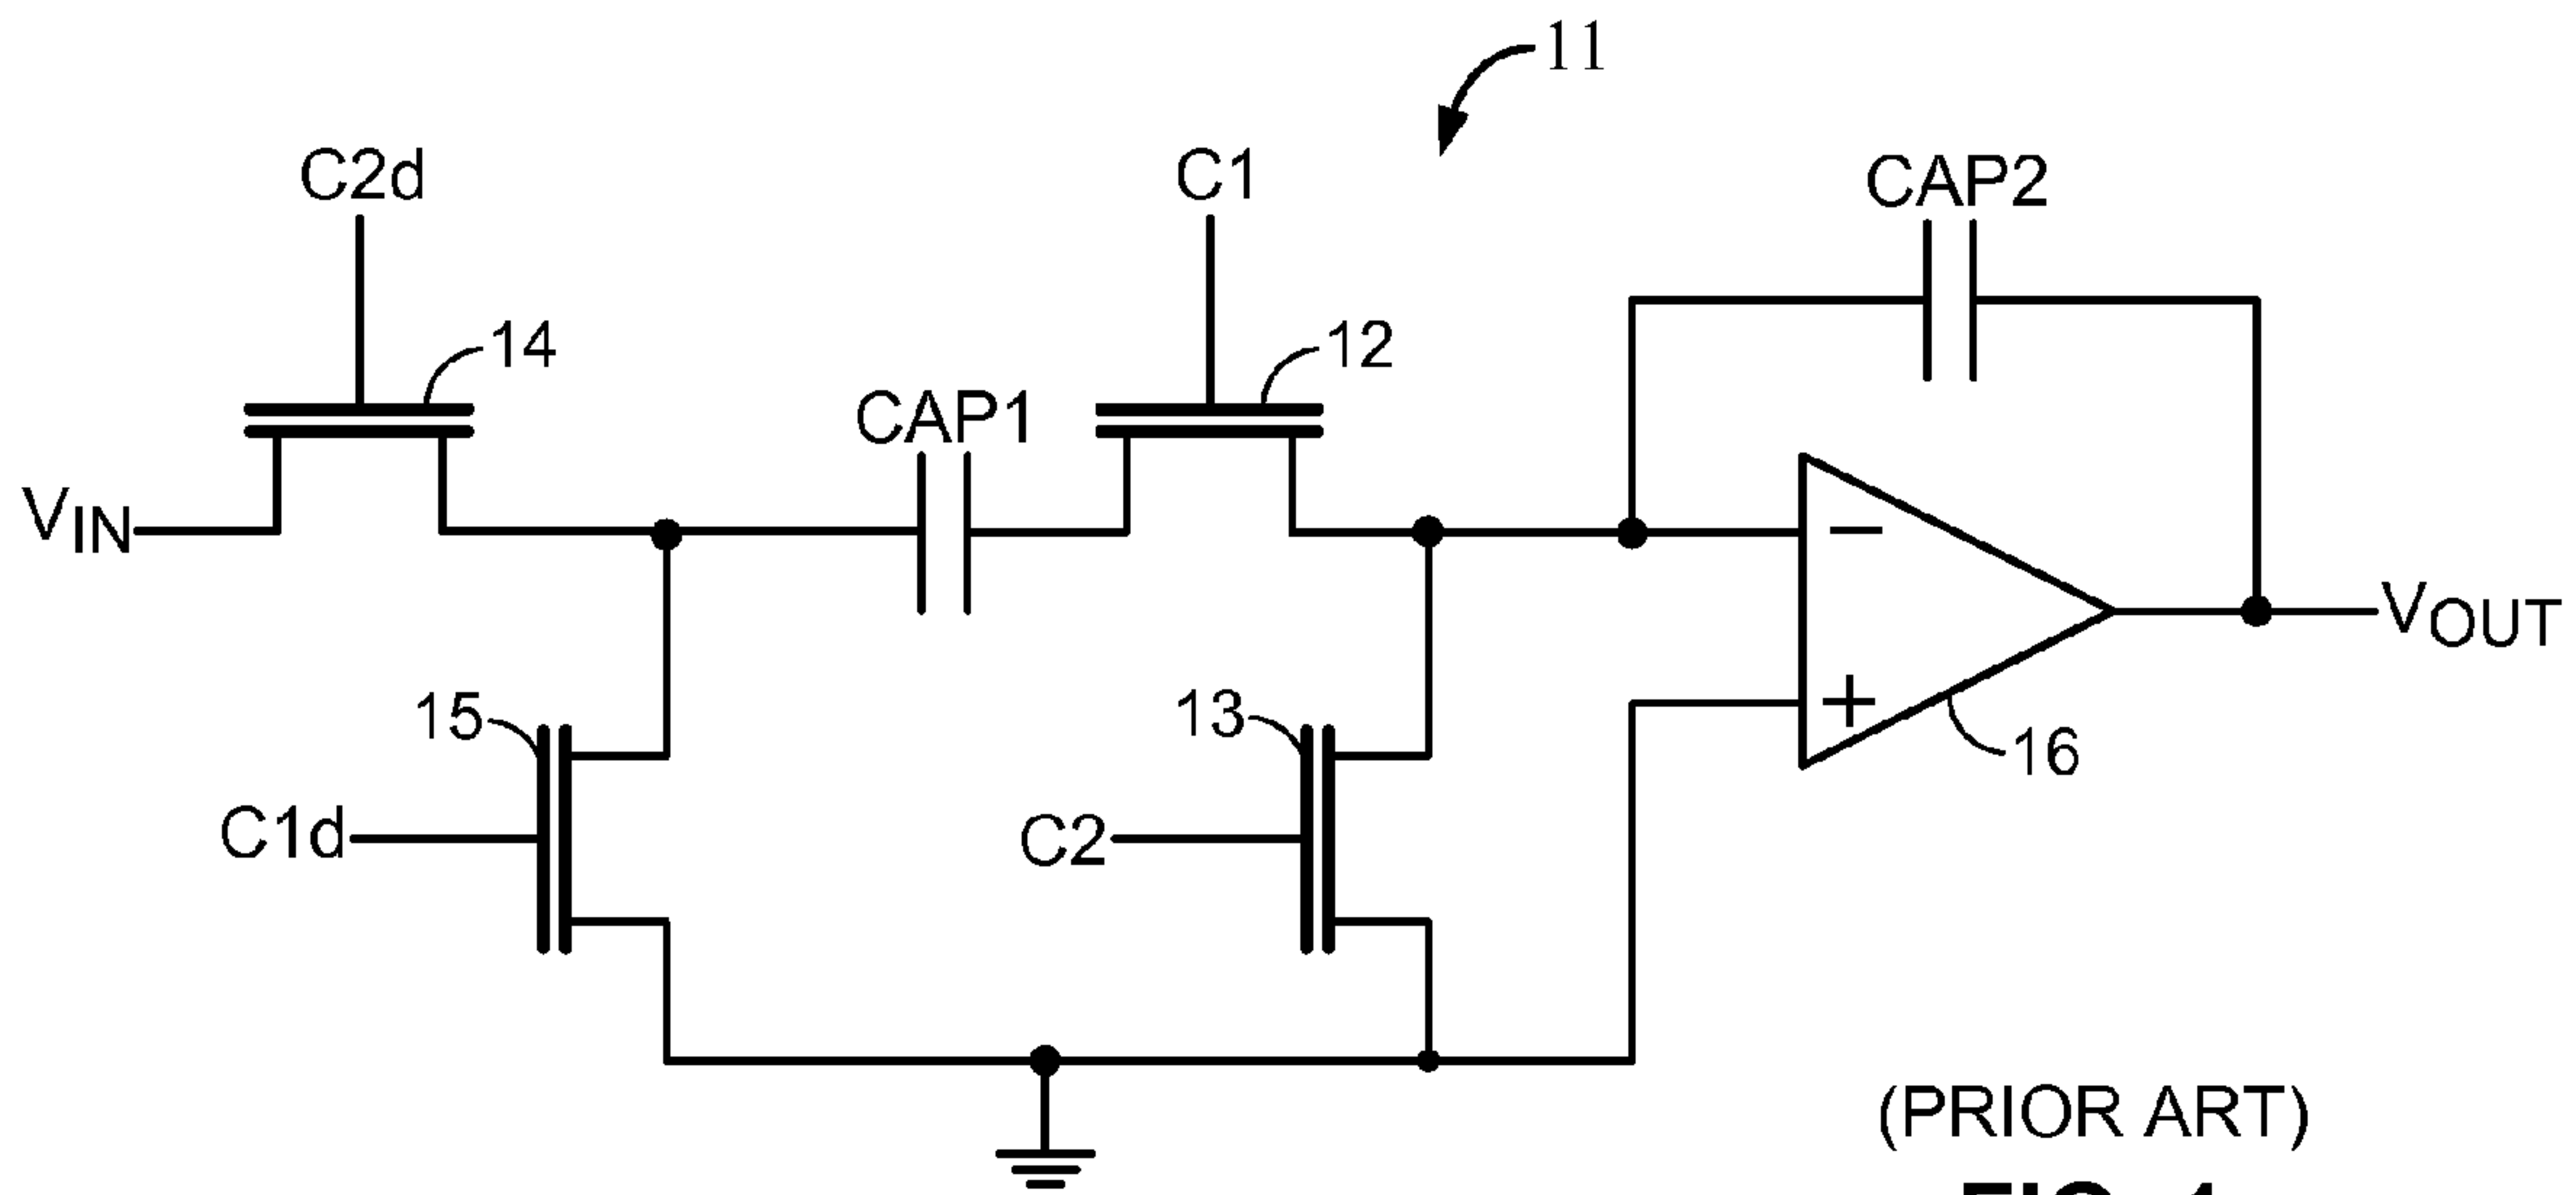 11
C2d
C1
CAP2
14
12
CAP1
VIN
−
VOUT
15
13
+
16
C1d
C2
(PRIOR ART)